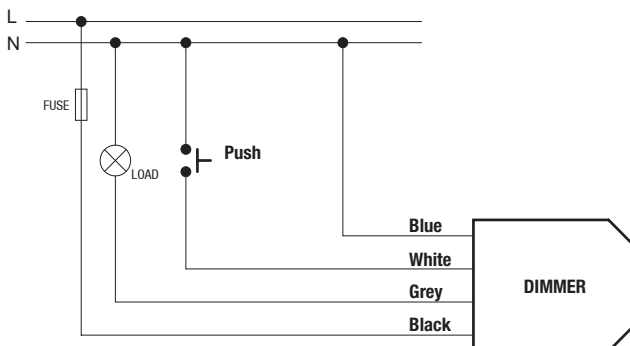 L
N
FUSE
LOAD
Push
Blue
White
Grey
Black
DIMMER